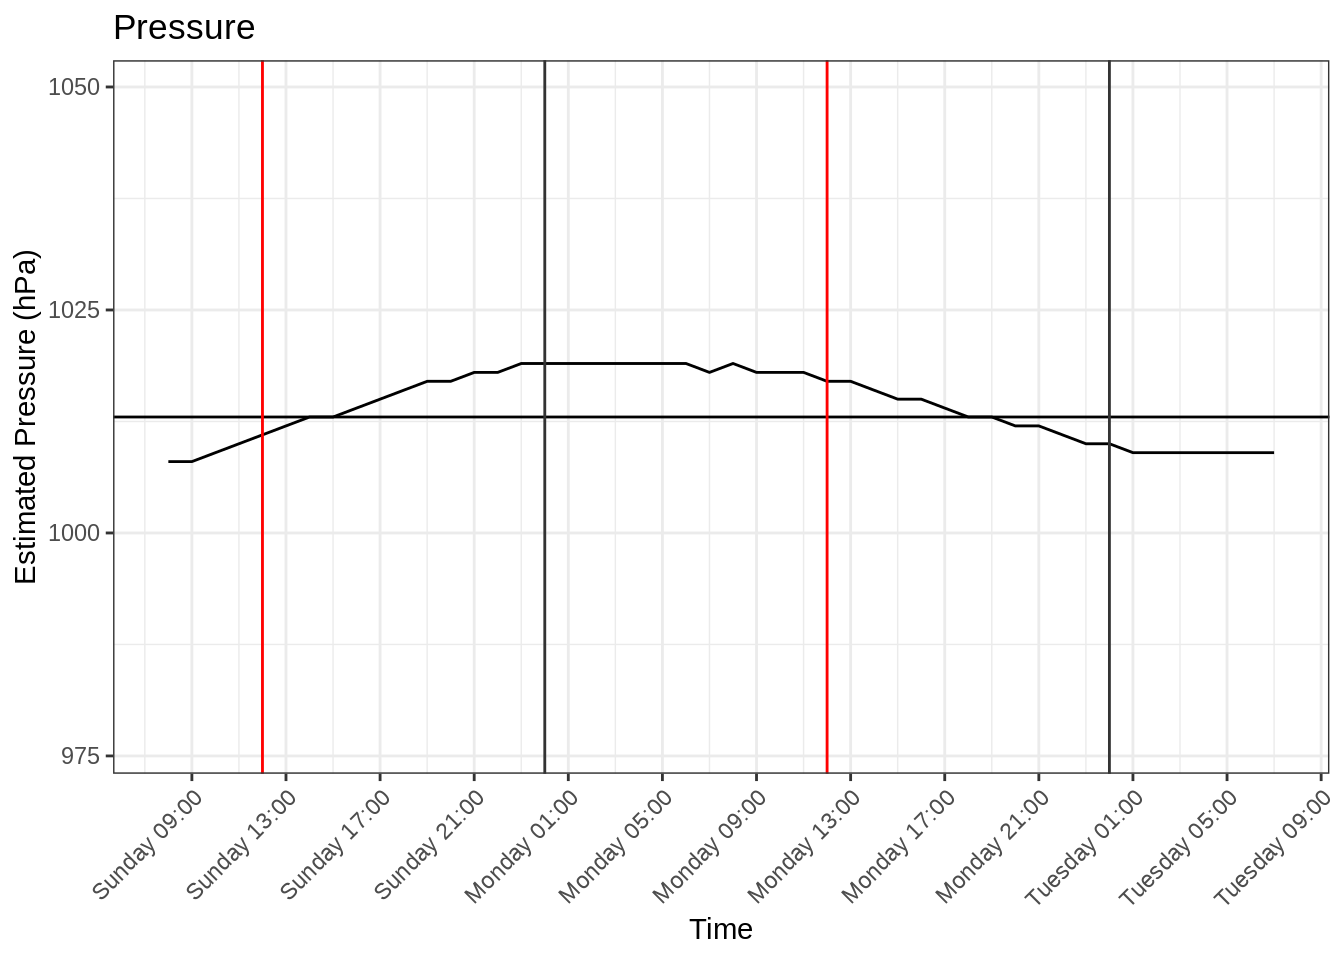 Pressure
Estimated Pressure (hPa)
1050
1025
1000
975
Sunday 09:00
Sunday 13:00
Sunday 17:00
Sunday 21:00
Monday 01:00
Monday 05:00
Monday 09:00
Monday 13:00
Monday 17:00
Monday 21:00
Tuesday 01:00
Tuesday 05:00
Tuesday 09:00
Time